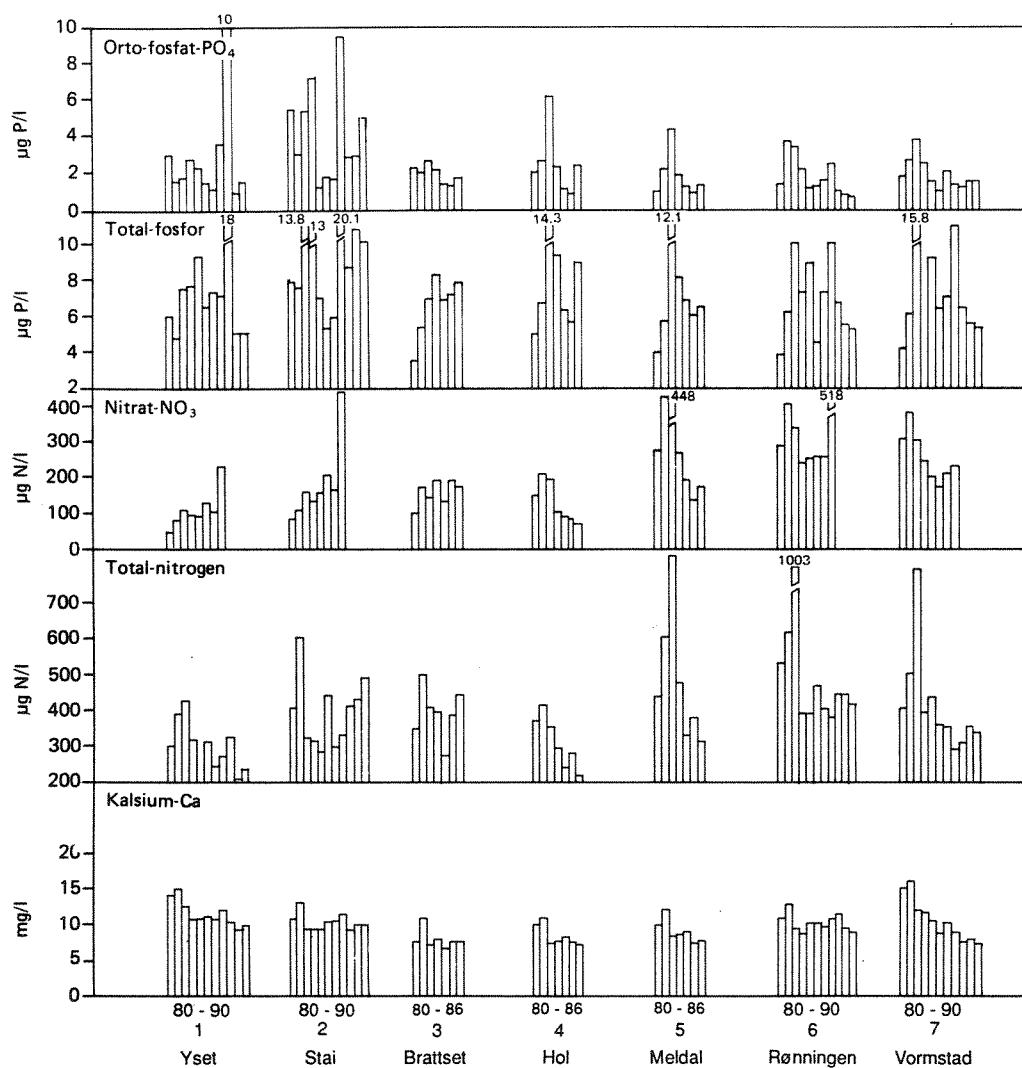 10
10
Orto-fosfat-PO₄
8
6
4
2
0
µg P/l
18
13.8
13
20.1
14.3
12.1
15.8
Total-fosfor
10
8
6
4
2
µg P/l
448
518
Nitrat-NO₃
400
300
200
100
0
µg N/l
1003
Total-nitrogen
700
600
500
400
300
200
µg N/l
Kalsium-Ca
20
15
10
5
0
mg/l
80 - 90 80 - 90 80 - 86 80 - 86 80 - 86 80 - 90 80 - 90
1 2 3 4 5 6 7
Yset Stai Brattset Hol Meldal Rønningen Vormstad